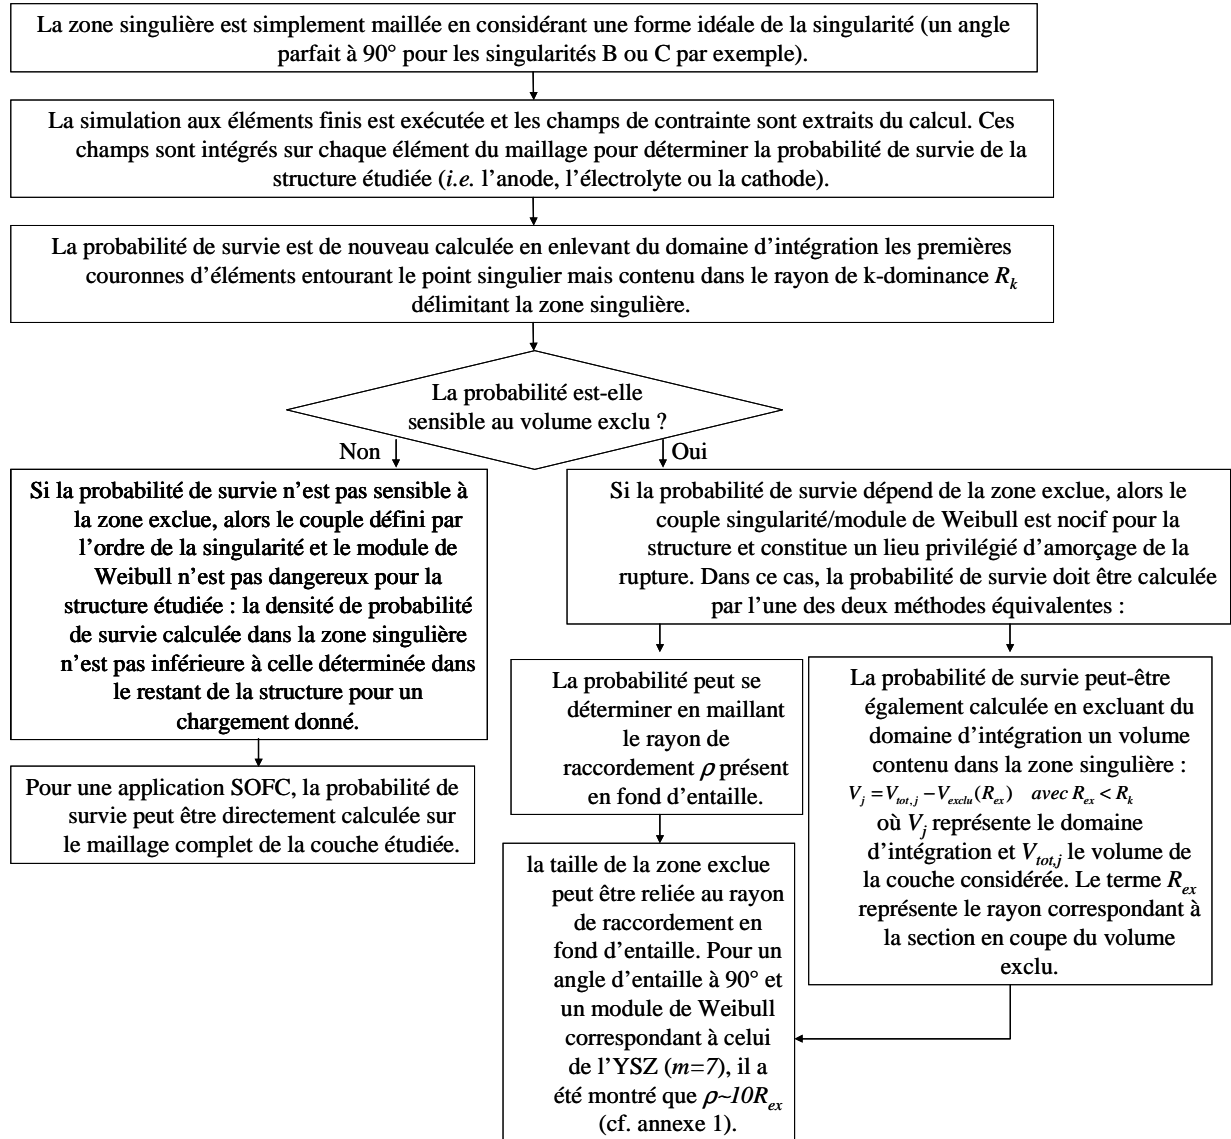 La zone singulière est simplement maillée en considérant une forme idéale de la singularité (un angle
parfait à 90° pour les singularités B ou C par exemple).
La simulation aux éléments finis est exécutée et les champs de contrainte sont extraits du calcul. Ces
champs sont intégrés sur chaque élément du maillage pour déterminer la probabilité de survie de la
structure étudiée (i.e. l’anode, l’électrolyte ou la cathode).
La probabilité de survie est de nouveau calculée en enlevant du domaine d’intégration les premières
couronnes d’éléments entourant le point singulier mais contenu dans le rayon de k-dominance R_k
délimitant la zone singulière.
La probabilité est-elle
sensible au volume exclu ?
Non
Oui
Si la probabilité de survie n’est pas sensible à
la zone exclue, alors le couple défini par
l’ordre de la singularité et le module de
Weibull n’est pas dangereux pour la
structure étudiée : la densité de probabilité
de survie calculée dans la zone singulière
n’est pas inférieure à celle déterminée dans
le restant de la structure pour un
chargement donné.
Pour une application SOFC, la probabilité de
survie peut être directement calculée sur
le maillage complet de la couche étudiée.
Si la probabilité de survie dépend de la zone exclue, alors le
couple singularité/module de Weibull est nocif pour la
structure et constitue un lieu privilégié d’amorçage de la
rupture. Dans ce cas, la probabilité de survie doit être calculée
par l’une des deux méthodes équivalentes :
La probabilité peut se
déterminer en maillant
le rayon de
raccordement ρ présent
en fond d’entaille.
La probabilité de survie peut-être
également calculée en excluant du
domaine d’intégration un volume
contenu dans la zone singulière :
V_j = V_{tot,j} − V_{exclu}(R_{ex}) avec R_{ex} < R_k
où V_j représente le domaine
d’intégration et V_{tot,j} le volume de
la couche considérée. Le terme R_{ex}
représente le rayon correspondant à
la section en coupe du volume
exclu.
la taille de la zone exclue
peut être reliée au rayon
de raccordement en
fond d’entaille. Pour un
angle d’entaille à 90° et
un module de Weibull
correspondant à celui
de l’YSZ (m=7), il a
été montré que ρ~10R_{ex}
(cf. annexe 1).